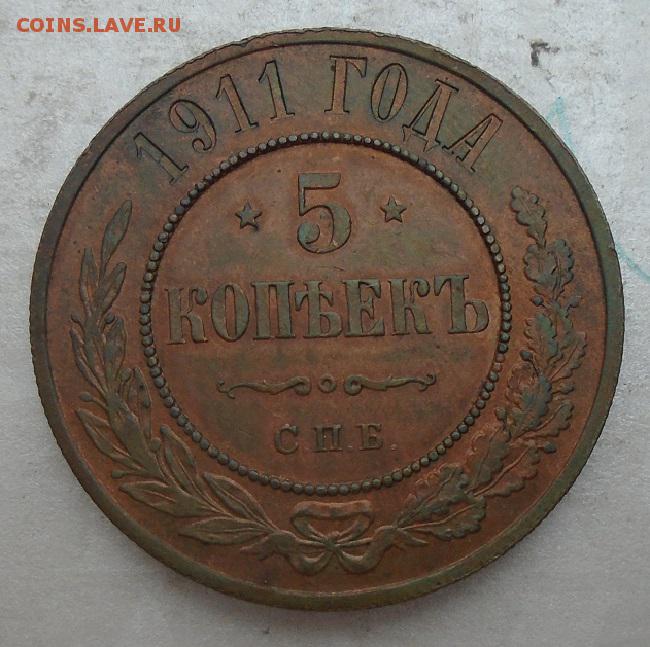 COINS.LAVE.RU
1911 ГОДА
5
КОПѢЕКЪ
С.П.Б.